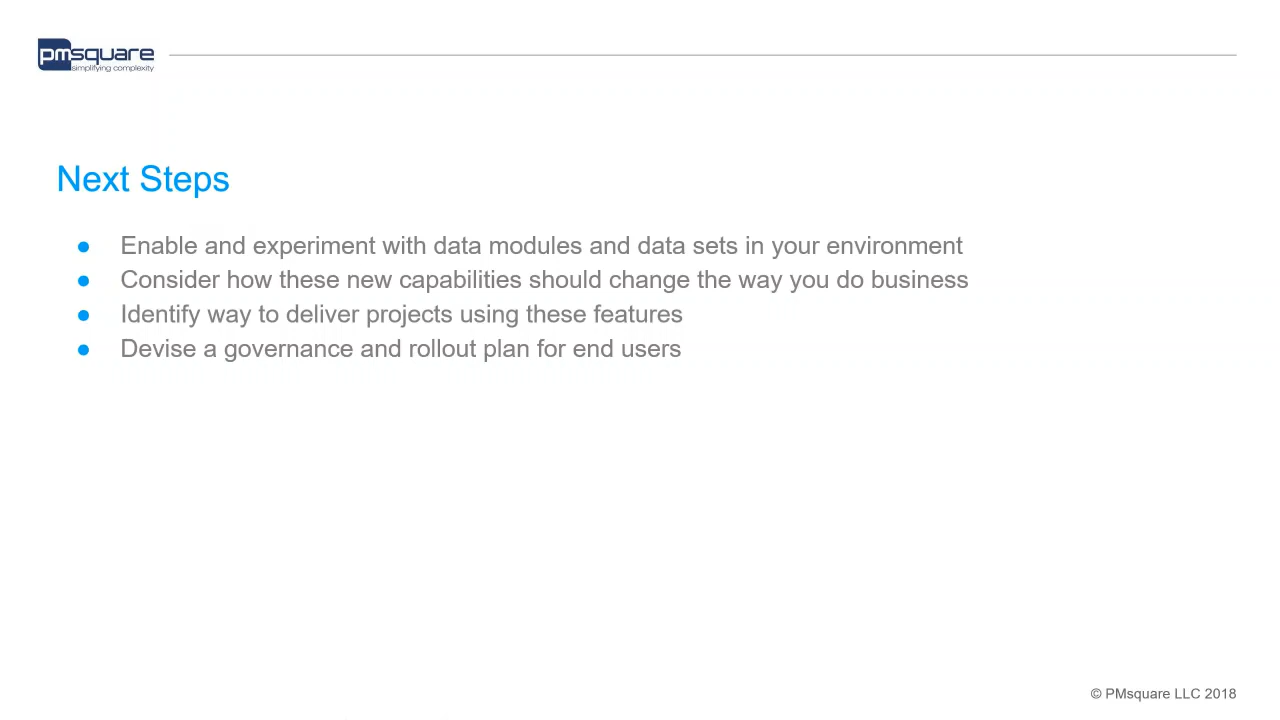 pmsquare
simplifying complexity
Next Steps
● Enable and experiment with data modules and data sets in your environment
● Consider how these new capabilities should change the way you do business
● Identify way to deliver projects using these features
● Devise a governance and rollout plan for end users
© PMsquare LLC 2018